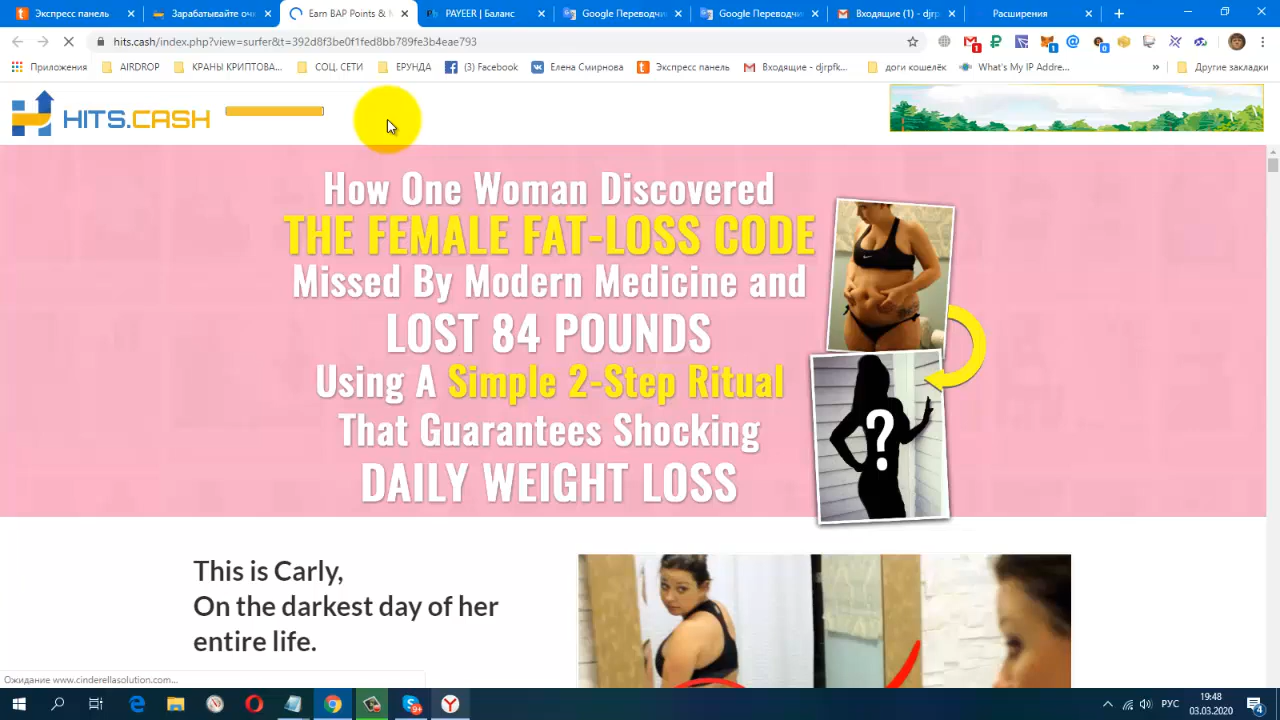 Экспресс панель
Зарабатывайте очк
Earn BAP Points & M
PAYEER | Баланс
Google Переводчи
Google Переводчи
Входящие (1) - djrp
Расширения
hits.cash/index.php?view=surfer&t=392d8f3be0f1fed8bb789fe3b4eae793
Приложения
AIRDROP
КРАНЫ КРИПТОВА...
СОЦ. СЕТИ
ЕРУНДА
(3) Facebook
Елена Смирнова
Экспресс панель
Входящие - djrpfk...
доги кошелёк
What's My IP Addre...
»
Другие закладки
HITS.CASH
How One Woman Discovered
THE FEMALE FAT-LOSS CODE
Missed By Modern Medicine and
LOST 84 POUNDS
Using A Simple 2-Step Ritual
That Guarantees Shocking
DAILY WEIGHT LOSS
?
This is Carly,
On the darkest day of her
entire life.
Ожидание www.cinderellasolution.com...
РУС
19:48
03.03.2020